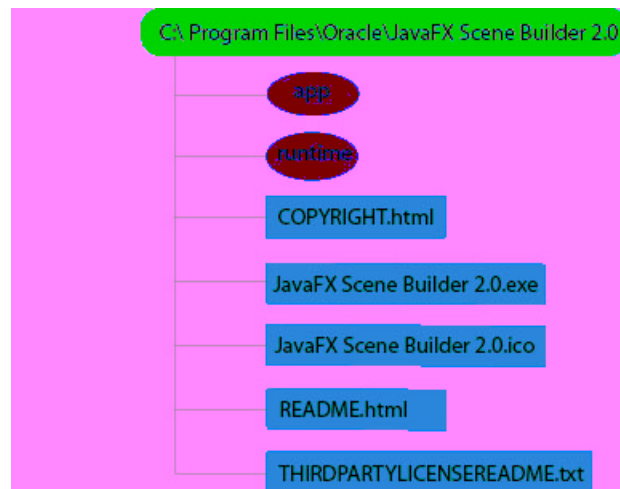 C:\ Program Files\Oracle\JavaFX Scene Builder 2.0
app
runtime
COPYRIGHT.html
JavaFX Scene Builder 2.0.exe
JavaFX Scene Builder 2.0.ico
README.html
THIRDPARTYLICENSEREADME.txt